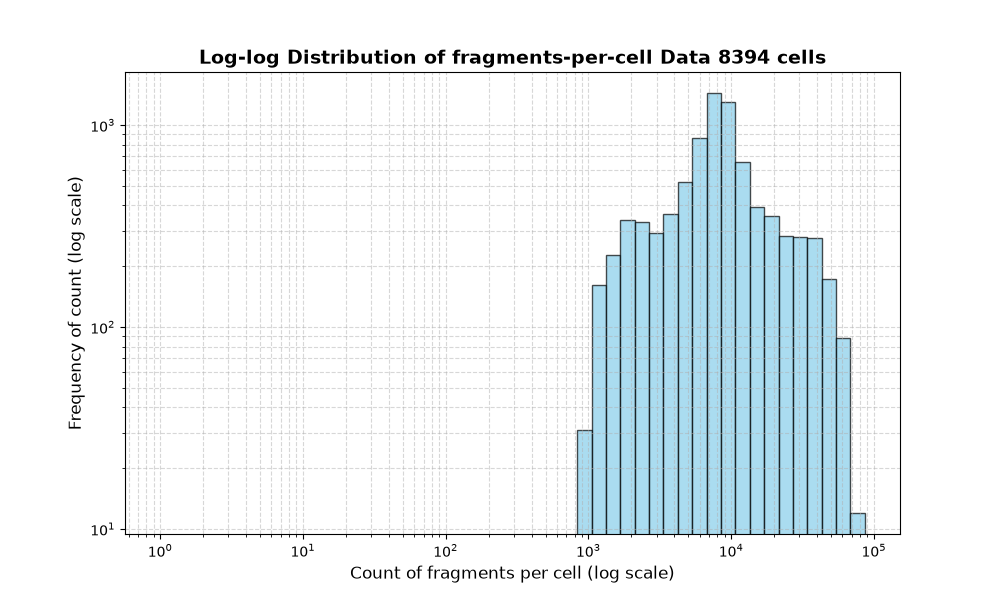 Log-log Distribution of fragments-per-cell Data 8394 cells
Frequency of count (log scale)
10³
10²
10¹
10⁰ 10¹ 10² 10³ 10⁴ 10⁵
Count of fragments per cell (log scale)